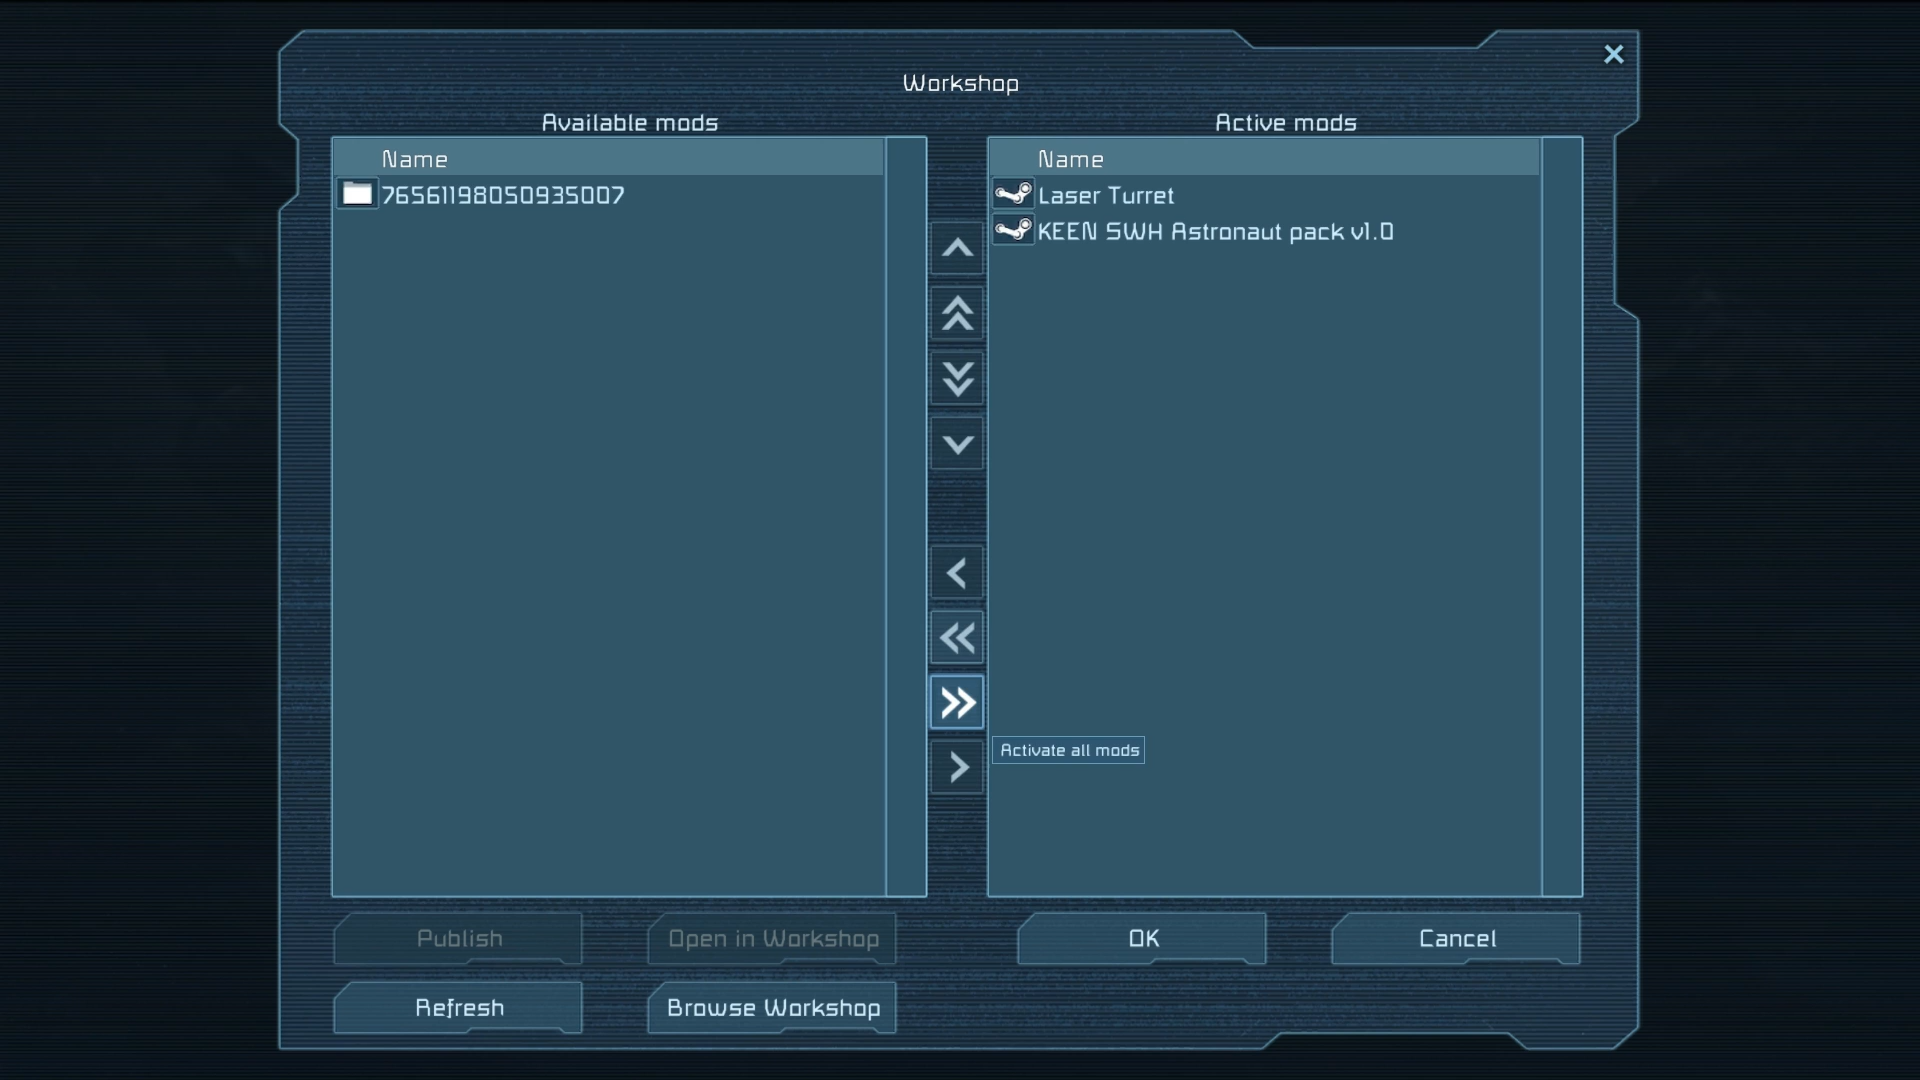 Workshop
Available mods
Active mods
Name
Name
76561198050935007
Laser Turret
KEEN SWH Astronaut pack v1.0
Activate all mods
Publish
Open in Workshop
OK
Cancel
Refresh
Browse Workshop